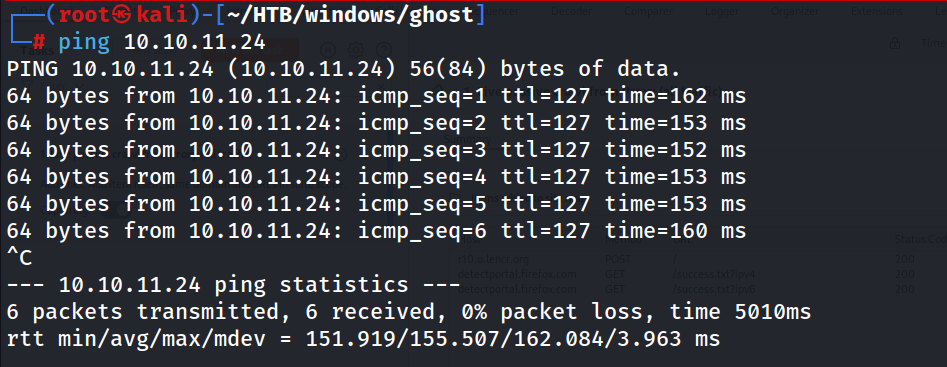 ┌──(root㉿kali)-[~/HTB/windows/ghost]
└─# ping 10.10.11.24
PING 10.10.11.24 (10.10.11.24) 56(84) bytes of data.
64 bytes from 10.10.11.24: icmp_seq=1 ttl=127 time=162 ms
64 bytes from 10.10.11.24: icmp_seq=2 ttl=127 time=153 ms
64 bytes from 10.10.11.24: icmp_seq=3 ttl=127 time=152 ms
64 bytes from 10.10.11.24: icmp_seq=4 ttl=127 time=153 ms
64 bytes from 10.10.11.24: icmp_seq=5 ttl=127 time=153 ms
64 bytes from 10.10.11.24: icmp_seq=6 ttl=127 time=160 ms
^C
--- 10.10.11.24 ping statistics ---
6 packets transmitted, 6 received, 0% packet loss, time 5010ms
rtt min/avg/max/mdev = 151.919/155.507/162.084/3.963 ms